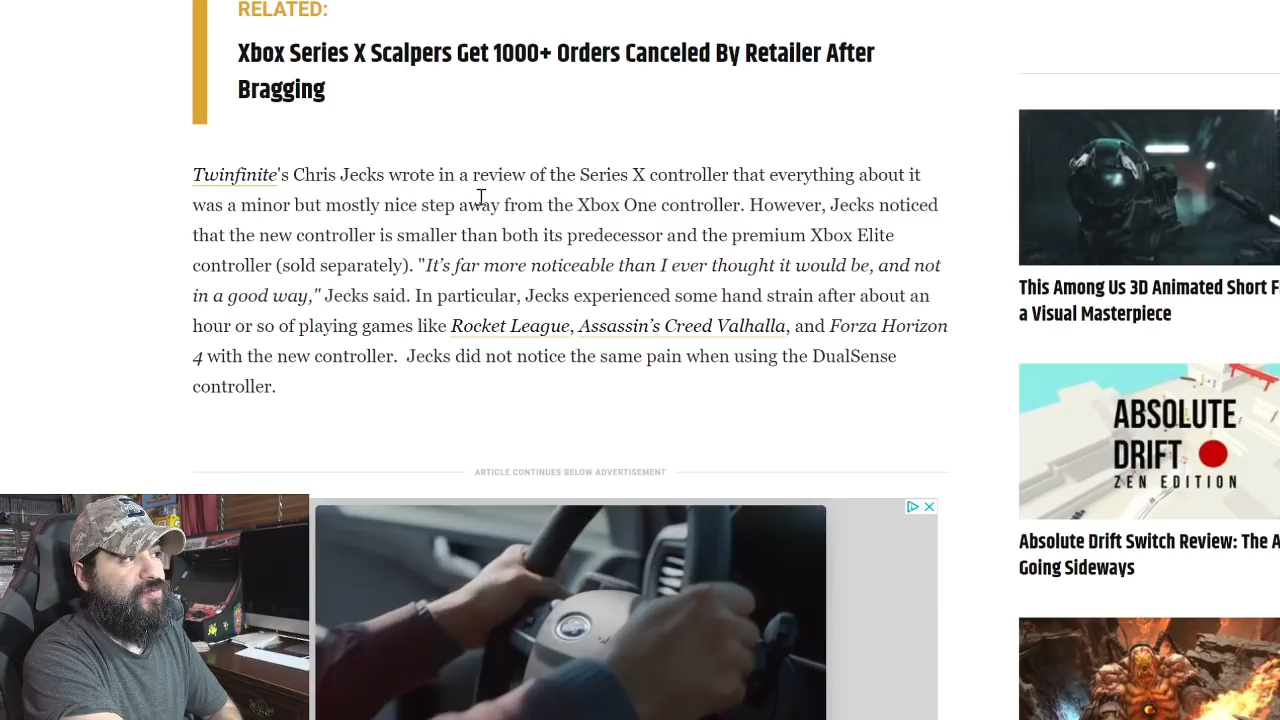 RELATED:
Xbox Series X Scalpers Get 1000+ Orders Canceled By Retailer After
Bragging
Twinfinite's Chris Jecks wrote in a review of the Series X controller that everything about it
was a minor but mostly nice step away from the Xbox One controller. However, Jecks noticed
that the new controller is smaller than both its predecessor and the premium Xbox Elite
controller (sold separately). "It’s far more noticeable than I ever thought it would be, and not
in a good way," Jecks said. In particular, Jecks experienced some hand strain after about an
hour or so of playing games like Rocket League, Assassin’s Creed Valhalla, and Forza Horizon
4 with the new controller.  Jecks did not notice the same pain when using the DualSense
controller.
ARTICLE CONTINUES BELOW ADVERTISEMENT
This Among Us 3D Animated Short
a Visual Masterpiece
ABSOLUTE
DRIFT
ZEN EDITION
Absolute Drift Switch Review: The
Going Sideways